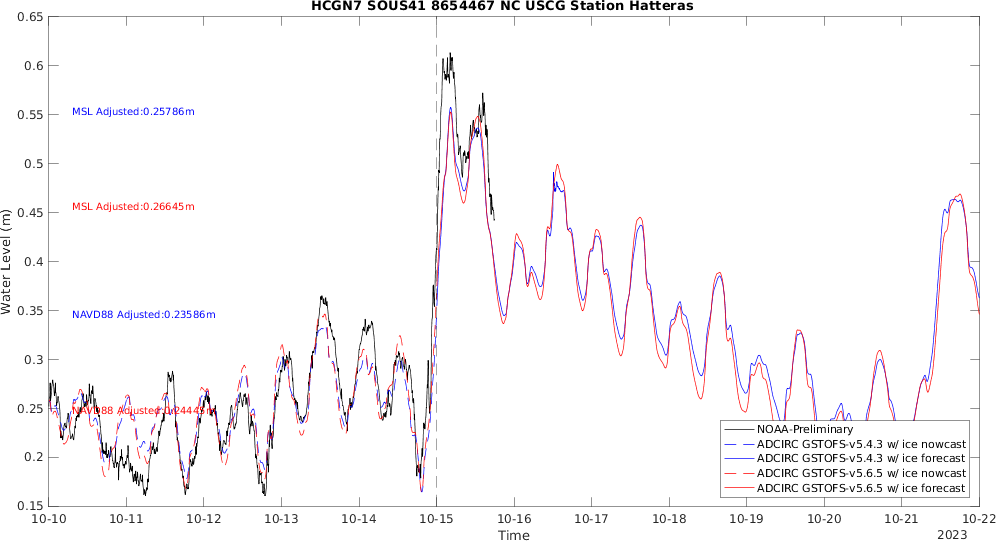 HCGN7 SOUS41 8654467 NC USCG Station Hatteras
0.65
0.6
0.55
0.5
0.45
0.4
0.35
0.3
0.25
0.2
0.15
Water Level (m)
MSL Adjusted:0.25786m
MSL Adjusted:0.26645m
NAVD88 Adjusted:0.23586m
NAVD88 Adjusted:0.24445m
NOAA-Preliminary
ADCIRC GSTOFS-v5.4.3 w/ ice nowcast
ADCIRC GSTOFS-v5.4.3 w/ ice forecast
ADCIRC GSTOFS-v5.6.5 w/ ice nowcast
ADCIRC GSTOFS-v5.6.5 w/ ice forecast
10-10 10-11 10-12 10-13 10-14 10-15 10-16 10-17 10-18 10-19 10-20 10-21 10-22
Time
2023